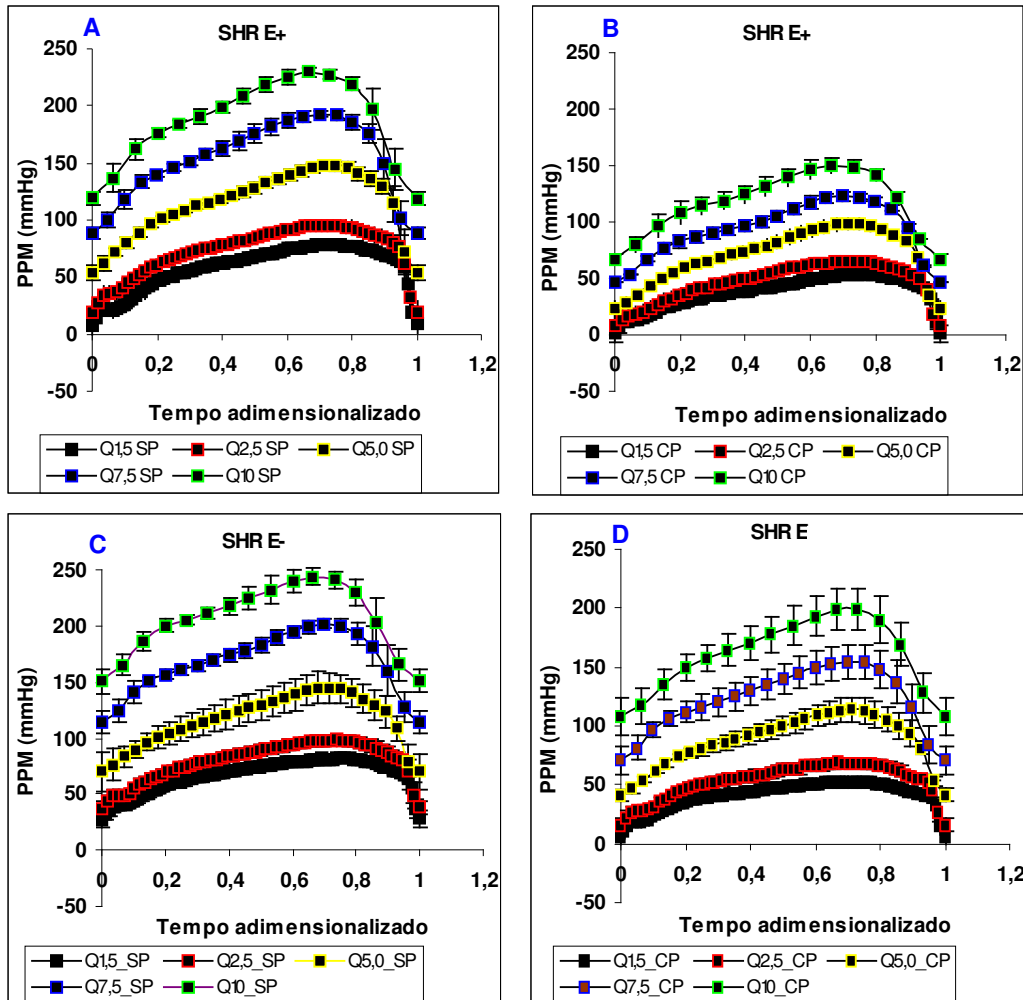 A
SHR E+
PPM (mmHg)
250
200
150
100
50
0
-50
0 0,2 0,4 0,6 0,8 1 1,2
Tempo adimensionalizado
Q1,5 SP Q2,5 SP Q5,0 SP
Q7,5 SP Q10 SP
B
SHR E+
PPM (mmHg)
250
200
150
100
50
0
-50
0 0,2 0,4 0,6 0,8 1 1,2
Tempo adimensionalizado
Q1,5 CP Q2,5 CP Q5,0 CP
Q7,5 CP Q10 CP
C
SHR E-
PPM (mmHg)
250
200
150
100
50
0
-50
0 0,2 0,4 0,6 0,8 1 1,2
Tempo adimensionalizado
Q1,5_SP Q2,5_SP Q5,0_SP
Q7,5_SP Q10_SP
D
SHR E
PPM (mmHg)
250
200
150
100
50
0
-50
0 0,2 0,4 0,6 0,8 1 1,2
Tempo adimensionalizado
Q1,5_CP Q2,5_CP Q5,0_CP
Q7,5_CP Q10_CP